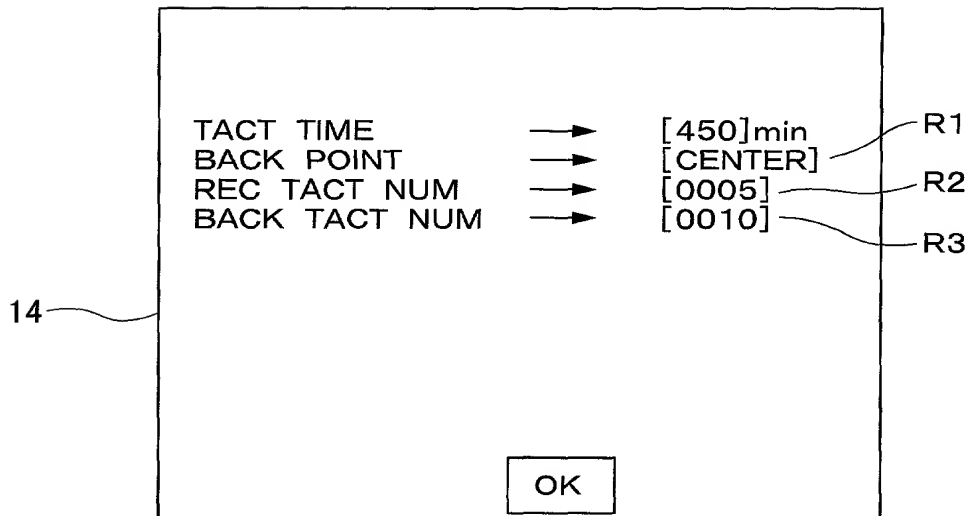 TACT TIME → [450]min
BACK POINT → [CENTER] R1
REC TACT NUM → [0005] R2
BACK TACT NUM → [0010] R3
14
OK